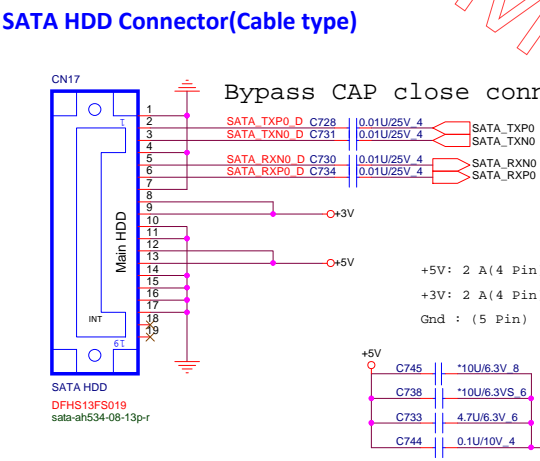 SATA HDD Connector(Cable type)
CN17
Bypass CAP close conn
1
1
2
3
4
5
6
7
8
9
10
11
12
13
14
15
16
17
18
19
19
Main HDD
INT
SATA_TXP0_D C728 0.01U/25V_4 SATA_TXP0
SATA_TXN0_D C731 0.01U/25V_4 SATA_TXN0
SATA_RXN0_D C730 0.01U/25V_4 SATA_RXN0
SATA_RXP0_D C734 0.01U/25V_4 SATA_RXP0
+3V
+5V
+5V: 2 A(4 Pin
+3V: 2 A(4 Pin
Gnd : (5 Pin)
SATA HDD
DFHS13FS019
sata-ah534-08-13p-r
+5V
C745 *10U/6.3V_8
C738 *10U/6.3VS_6
C733 4.7U/6.3V_6
C744 0.1U/10V_4